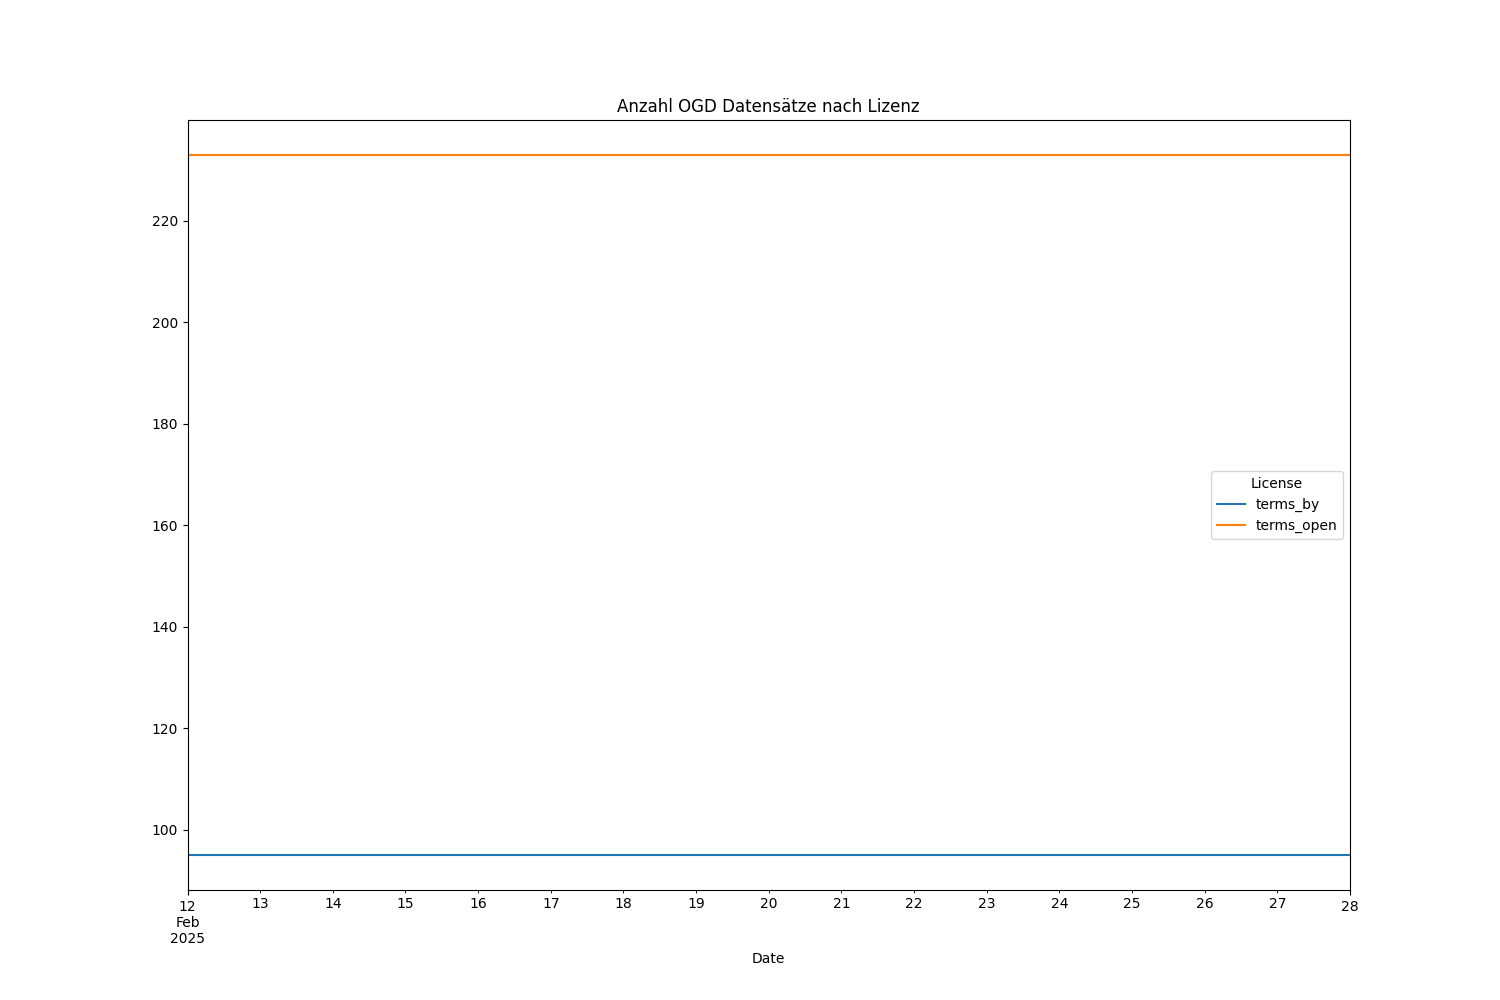 Anzahl OGD Datensätze nach Lizenz
220
200
180
160
140
120
100
License
terms_by
terms_open
12 13 14 15 16 17 18 19 20 21 22 23 24 25 26 27 28
Feb
2025
Date